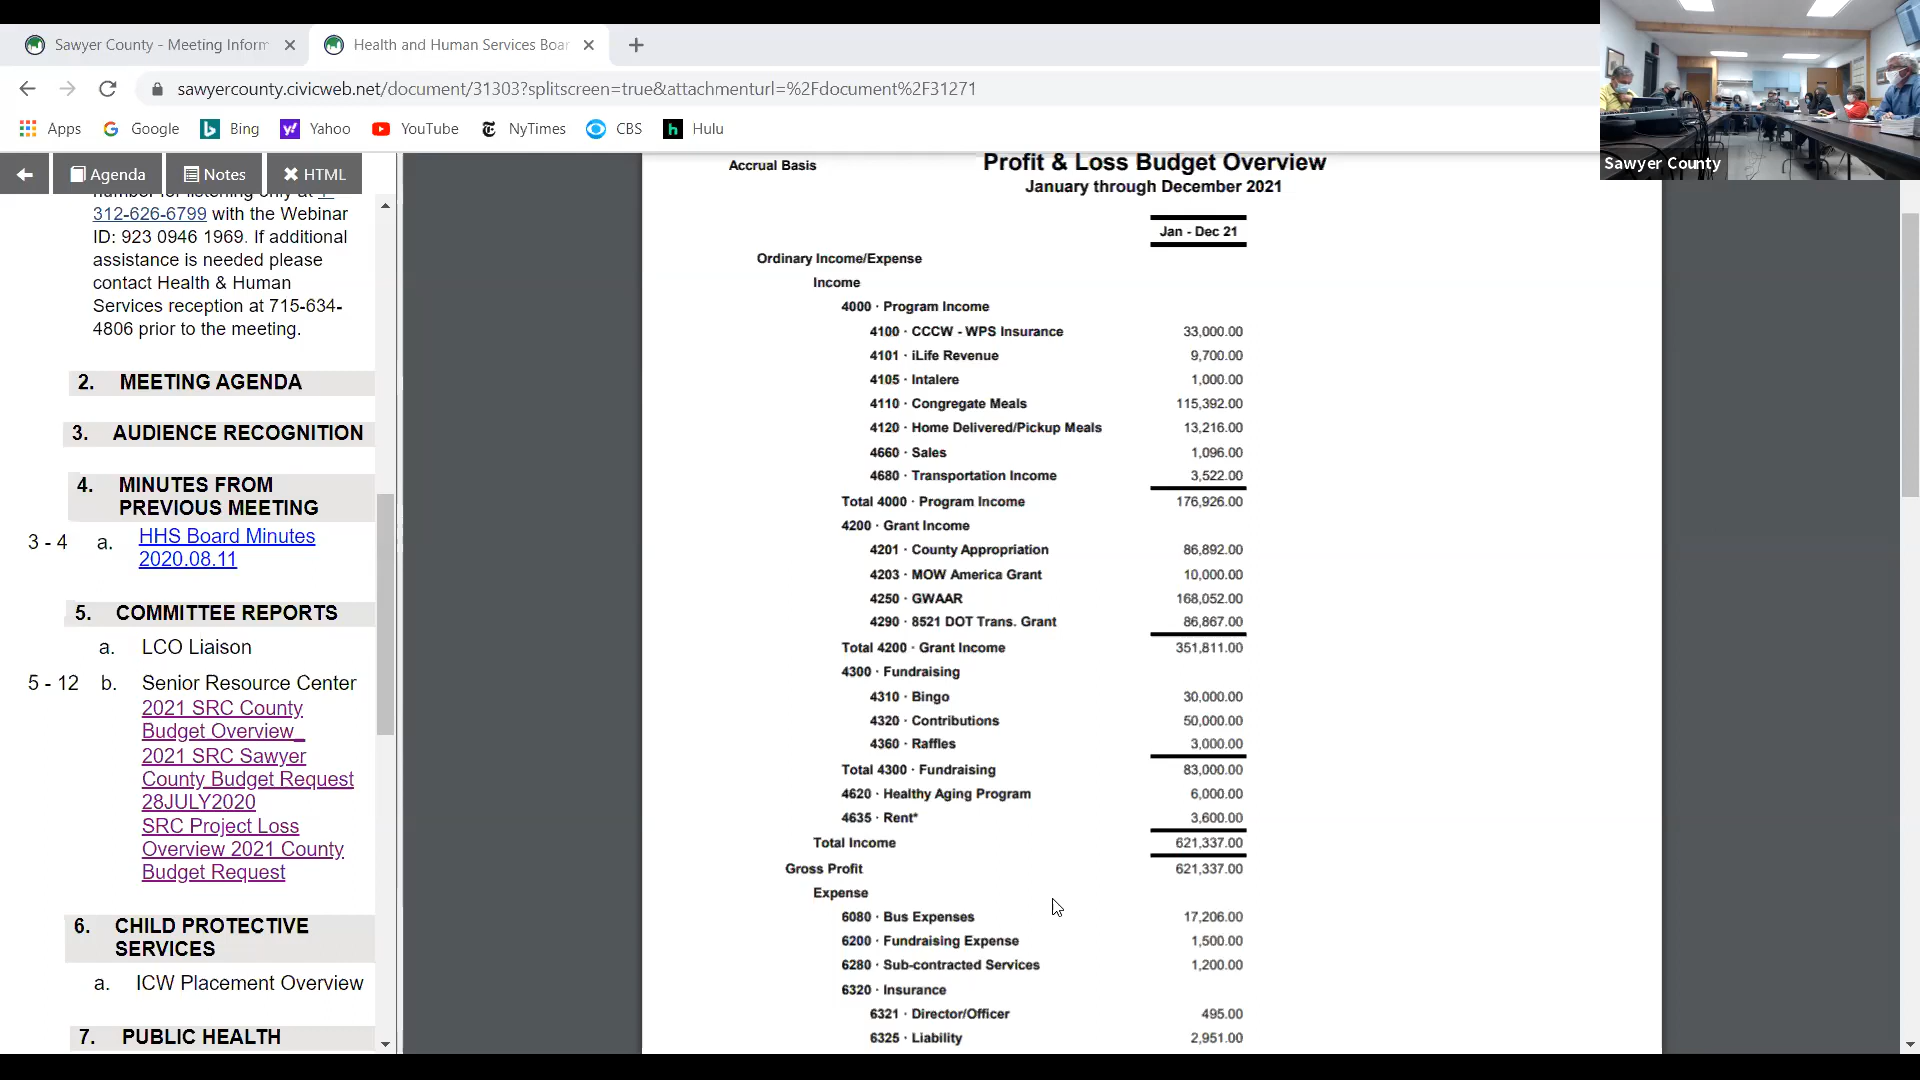 Sawyer County - Meeting Inform
Health and Human Services Boar
sawyercounty.civicweb.net/document/31303?splitscreen=true&attachmenturl=%2Fdocument%2F31271
Apps Google Bing Yahoo YouTube NYTimes CBS Hulu
Sawyer County
Agenda Notes HTML
number for listening only at 1-
312-626-6799 with the Webinar
ID: 923 0946 1969. If additional
assistance is needed please
contact Health & Human
Services reception at 715-634-
4806 prior to the meeting.
2. MEETING AGENDA
3. AUDIENCE RECOGNITION
4. MINUTES FROM
PREVIOUS MEETING
3 - 4 a. HHS Board Minutes
2020.08.11
5. COMMITTEE REPORTS
a. LCO Liaison
5 - 12 b. Senior Resource Center
2021 SRC County
Budget Overview_
2021 SRC Sawyer
County Budget Request
28JULY2020
SRC Project Loss
Overview 2021 County
Budget Request
6. CHILD PROTECTIVE
SERVICES
a. ICW Placement Overview
7. PUBLIC HEALTH
Accrual Basis
Profit & Loss Budget Overview
January through December 2021
Jan - Dec 21
Ordinary Income/Expense
Income
4000 · Program Income
4100 · CCCW - WPS Insurance 33,000.00
4101 · iLife Revenue 9,700.00
4105 · Intalere 1,000.00
4110 · Congregate Meals 115,392.00
4120 · Home Delivered/Pickup Meals 13,216.00
4660 · Sales 1,096.00
4680 · Transportation Income 3,522.00
Total 4000 · Program Income 176,926.00
4200 · Grant Income
4201 · County Appropriation 86,892.00
4203 · MOW America Grant 10,000.00
4250 · GWAAR 168,052.00
4290 · 8521 DOT Trans. Grant 86,867.00
Total 4200 · Grant Income 351,811.00
4300 · Fundraising
4310 · Bingo 30,000.00
4320 · Contributions 50,000.00
4360 · Raffles 3,000.00
Total 4300 · Fundraising 83,000.00
4620 · Healthy Aging Program 6,000.00
4635 · Rent* 3,600.00
Total Income 621,337.00
Gross Profit 621,337.00
Expense
6080 · Bus Expenses 17,206.00
6200 · Fundraising Expense 1,500.00
6280 · Sub-contracted Services 1,200.00
6320 · Insurance
6321 · Director/Officer 495.00
6325 · Liability 2,951.00